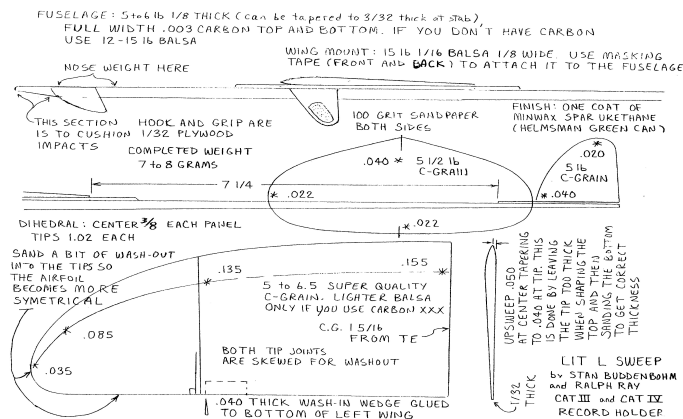 FUSELAGE: 5 to 6 lb 1/8 THICK (can be tapered to 3/32 thick at stab),
FULL WIDTH .003 CARBON TOP AND BOTTOM. IF YOU DON'T HAVE CARBON
USE 12-15 lb BALSA
WING MOUNT: 15 lb 1/16 BALSA 1/8 WIDE. USE MASKING
TAPE (FRONT AND BACK) TO ATTACH IT TO THE FUSELAGE
NOSE WEIGHT HERE
THIS SECTION
IS TO CUSHION
IMPACTS
HOOK AND GRIP ARE
1/32 PLYWOOD
COMPLETED WEIGHT
7 to 8 GRAMS
100 GRIT SANDPAPER
BOTH SIDES
FINISH: ONE COAT OF
MINWAX SPAR URKETHANE
(HELMSMAN GREEN CAN)
.040 * 5 1/2 lb
C-GRAIN
* .020
5 lb
C-GRAIN
* .040
7 1/4
* .022
* .022
DIHEDRAL: CENTER 3/8 EACH PANEL
TIPS 1.02 EACH
SAND A BIT OF WASH-OUT
INTO THE TIPS SO
THE AIRFOIL
BECOMES MORE
SYMETRICAL
.135
.155
5 to 6.5 SUPER QUALITY
C-GRAIN. LIGHTER BALSA
ONLY IF YOU USE CARBON XXX
C.G. 1 5/16
FROM TE
.085
.035
BOTH TIP JOINTS
ARE SKEWED FOR WASHOUT
.040 THICK WASH-IN WEDGE GLUED
TO BOTTOM OF LEFT WING
1/32
THICK
UPSWEEP .050
AT CENTER TAPERING
TO .040 AT TIP. THIS
IS DONE BY LEAVING
THE TIP TOO THICK
WHEN SHAPING THE
TOP AND THEN
SANDING THE BOTTOM
TO GET CORRECT
THICKNESS
LIT L SWEEP
by STAN BUDDENBOHM
and RALPH RAY
CAT III and CAT IV
RECORD HOLDER